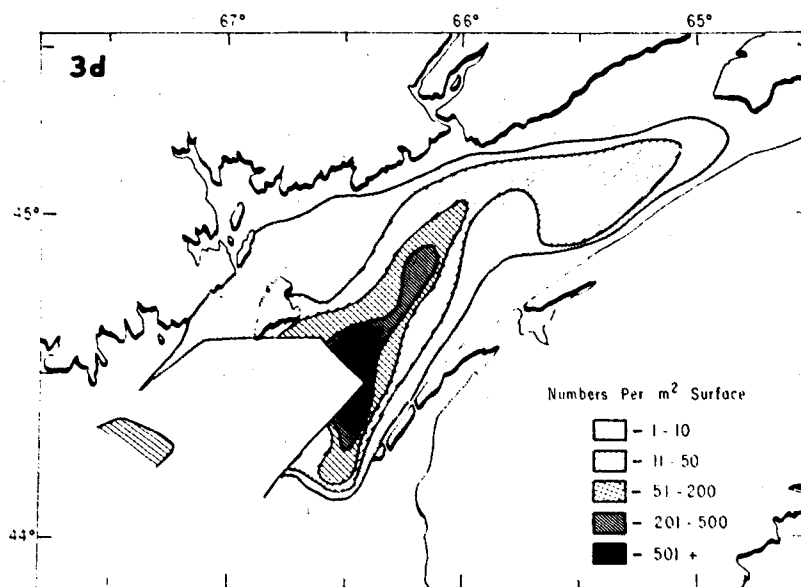 67° 66° 65°
3d
45°
44°
Numbers Per m² Surface
- 1 - 10
- 11 - 50
- 51 - 200
- 201 - 500
- 501 +